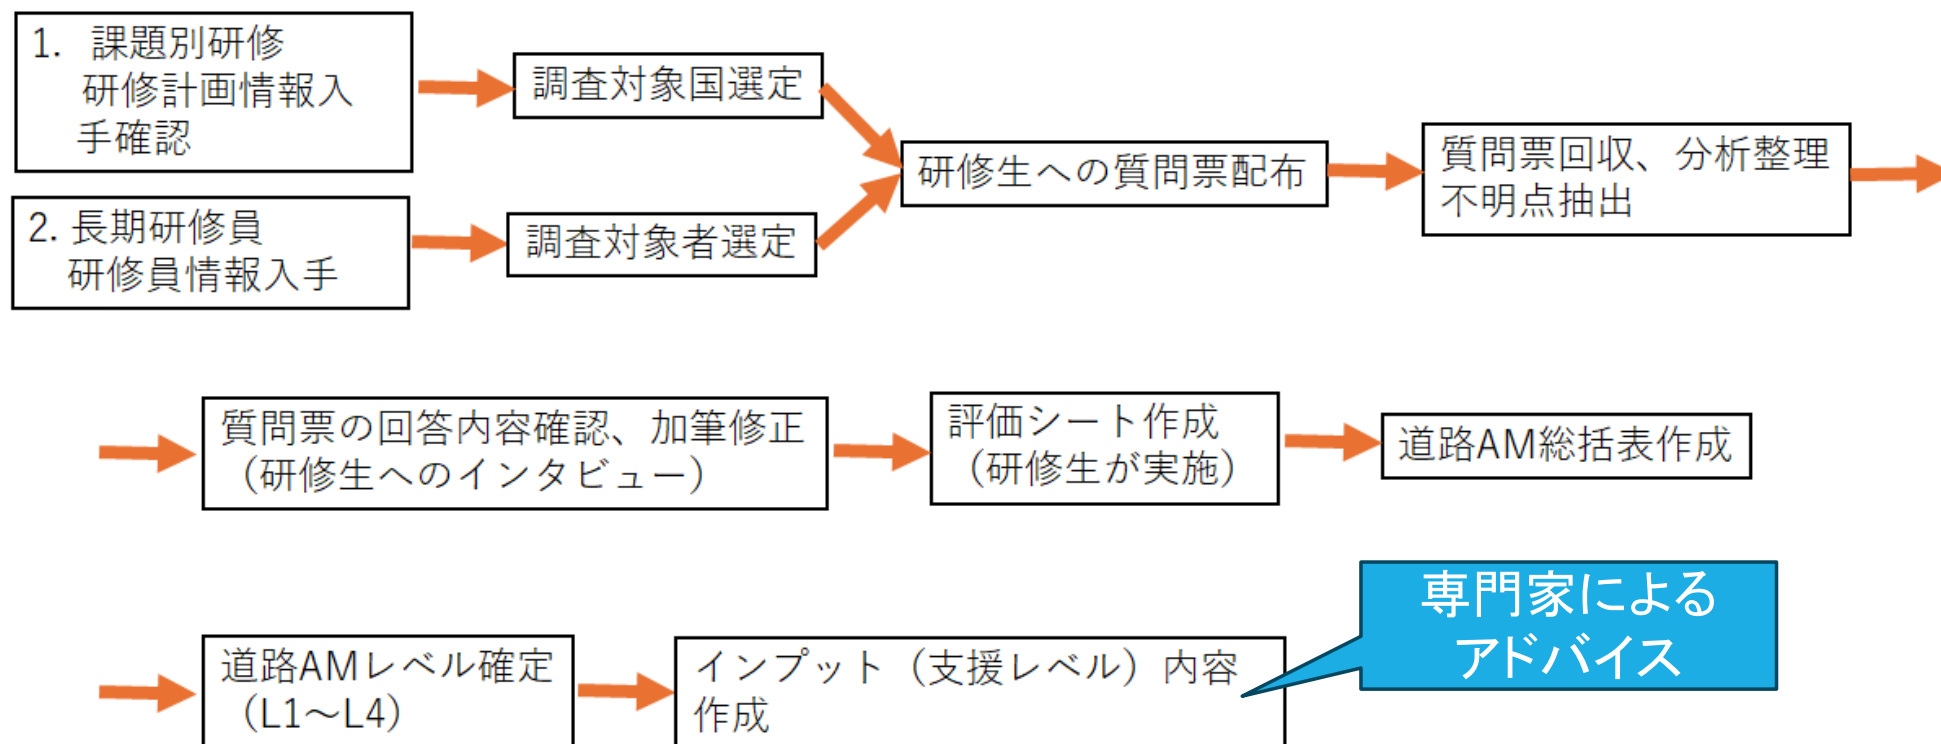 1. 課題別研修
研修計画情報入
手確認
調査対象国選定
2. 長期研修員
研修員情報入手
調査対象者選定
研修生への質問票配布
質問票回収、分析整理
不明点抽出
質問票の回答内容確認、加筆修正
（研修生へのインタビュー）
評価シート作成
（研修生が実施）
道路AM総括表作成
道路AMレベル確定
（L1～L4）
インプット（支援レベル）内容
作成
専門家による
アドバイス